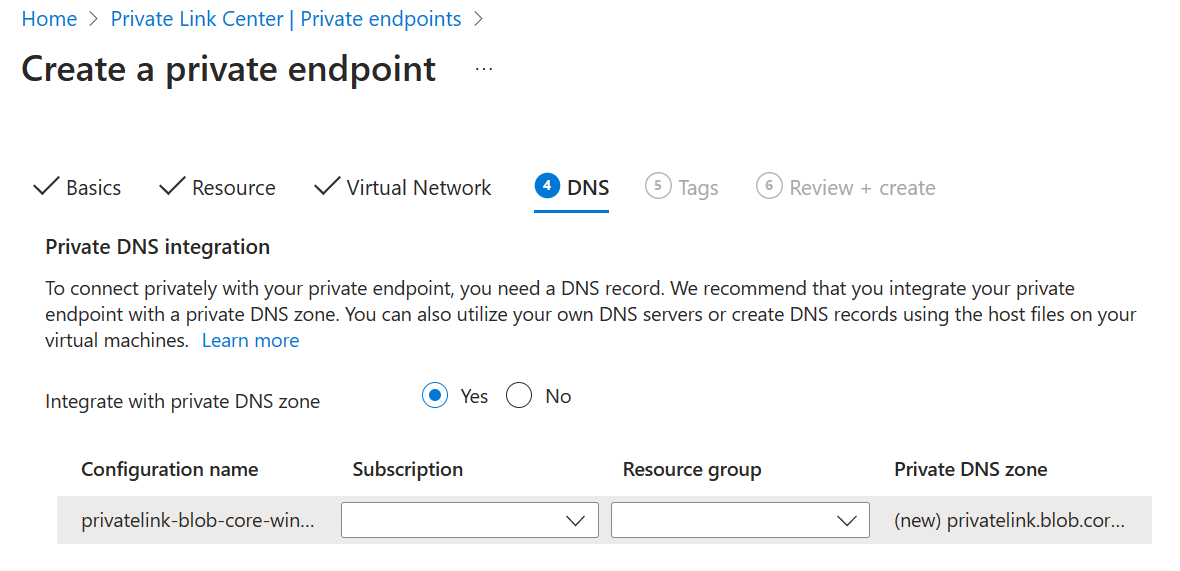 Home > Private Link Center | Private endpoints >
Create a private endpoint ...
Basics Resource Virtual Network 4 DNS 5 Tags 6 Review + create
Private DNS integration
To connect privately with your private endpoint, you need a DNS record. We recommend that you integrate your private
endpoint with a private DNS zone. You can also utilize your own DNS servers or create DNS records using the host files on your
virtual machines. Learn more
Integrate with private DNS zone Yes No
Configuration name Subscription Resource group Private DNS zone
privatelink-blob-core-win... (new) privatelink.blob.cor...